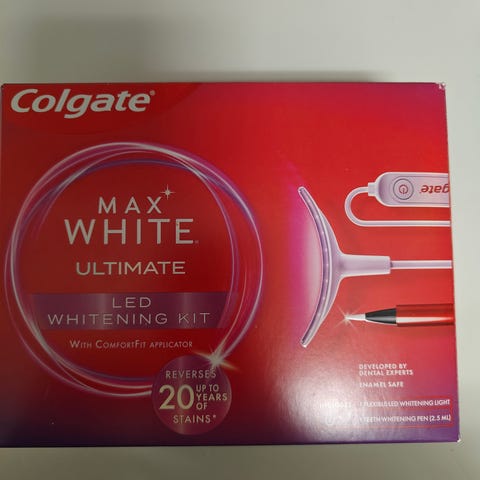 Colgate®
MAX
WHITE
ULTIMATE
LED
WHITENING KIT
WITH COMFORTFIT APPLICATOR
REVERSES
20 UP TO
YEARS
OF
STAINS*
gate
DEVELOPED BY
DENTAL EXPERTS
ENAMEL SAFE
FLEXIBLE LED WHITENING LIGHT
TEETH WHITENING PEN (2.5 ML)